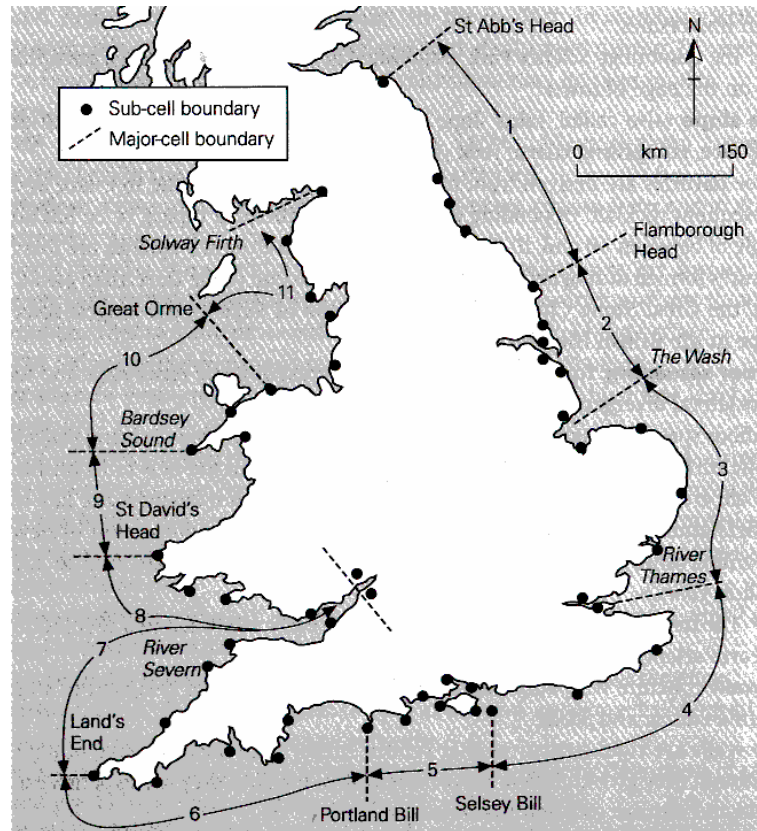 St Abb's Head
N
Sub-cell boundary
Major-cell boundary
1
0 km 150
Solway Firth
Flamborough
Head
11
Great Orme
2
10
The Wash
Bardsey
Sound
3
9
St David's
Head
River
Thames
8
7
River
Severn
4
Land's
End
5
6
Portland Bill
Selsey Bill